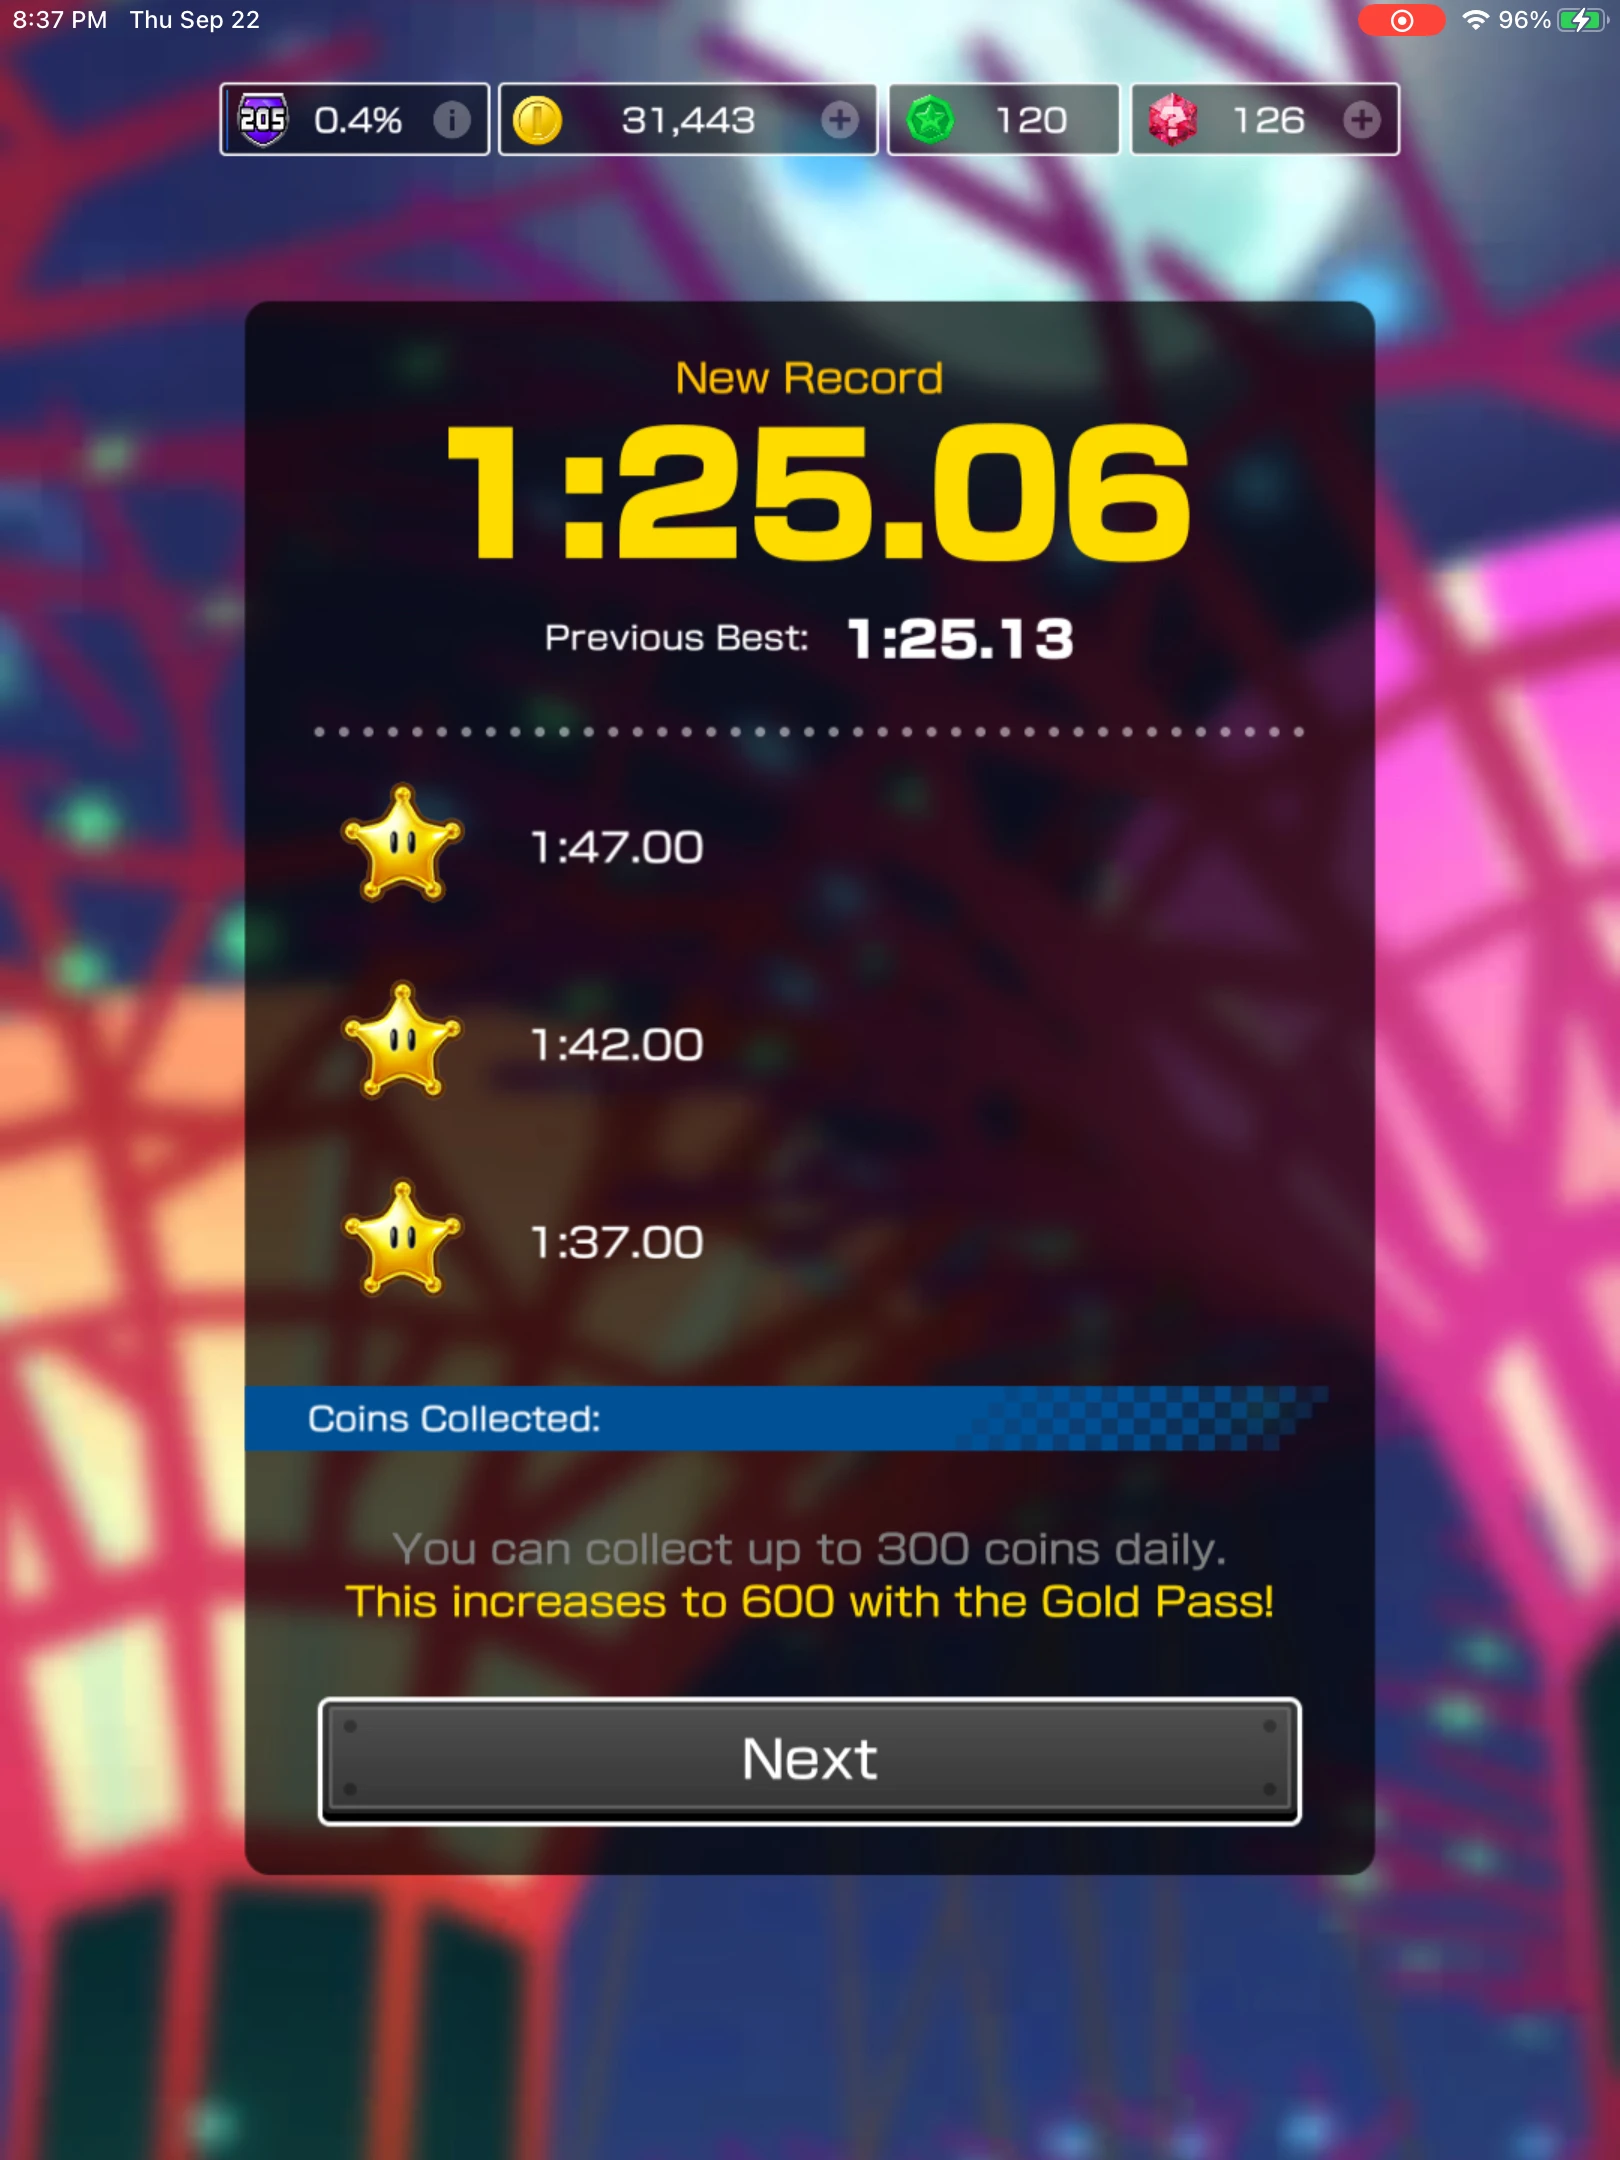 8:37 PM Thu Sep 22 96%
205 0.4% i 31,443 + 120 ? 126 +
New Record
1:25.06
Previous Best: 1:25.13
1:47.00
1:42.00
1:37.00
Coins Collected:
You can collect up to 300 coins daily.
This increases to 600 with the Gold Pass!
Next